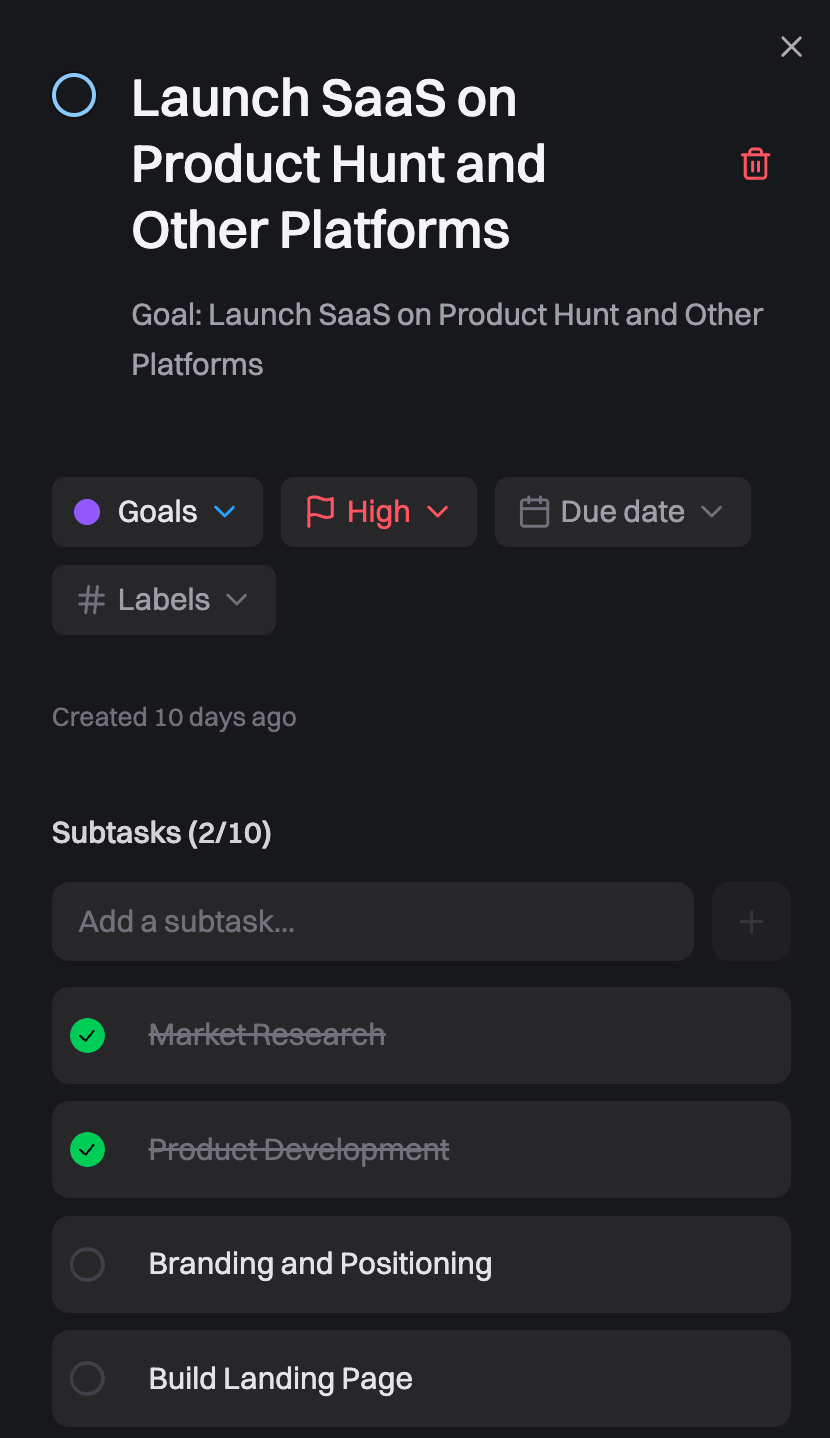 Launch SaaS on
Product Hunt and
Other Platforms
Goal: Launch SaaS on Product Hunt and Other
Platforms
Goals
High
Due date
# Labels
Created 10 days ago
Subtasks (2/10)
Add a subtask...
Market Research
Product Development
Branding and Positioning
Build Landing Page